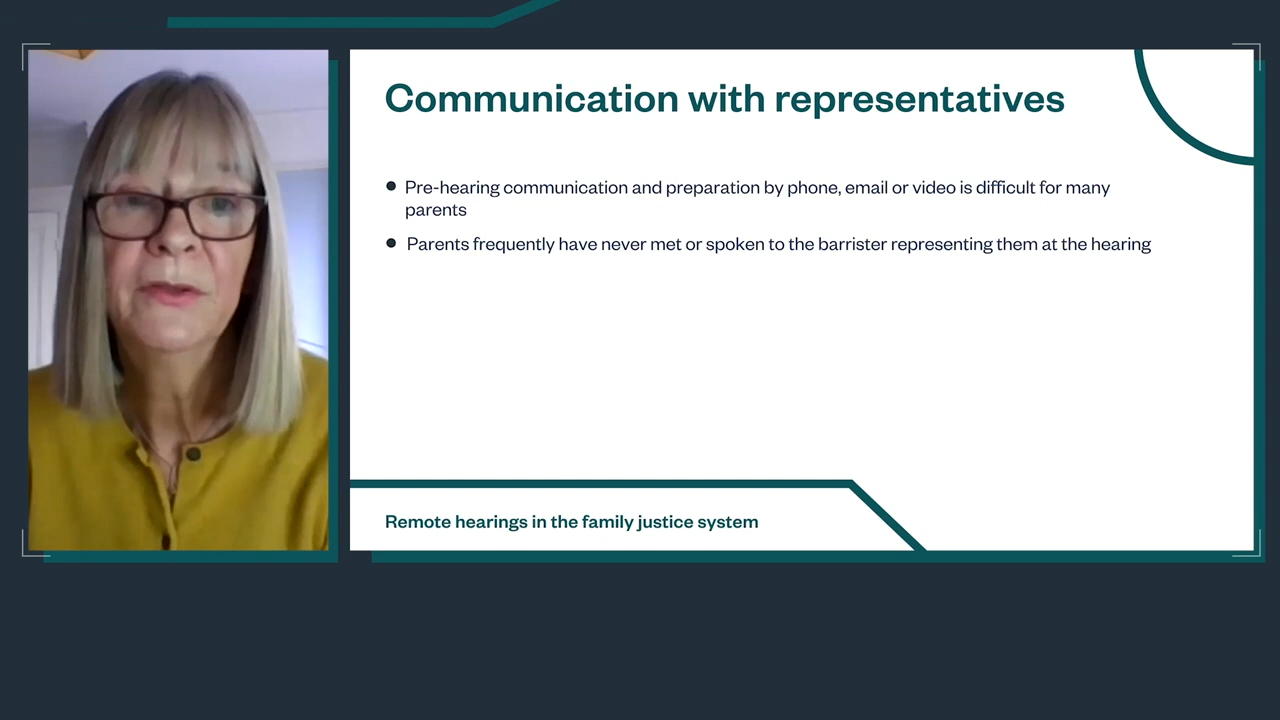 Communication with representatives
● Pre-hearing communication and preparation by phone, email or video is difficult for many
parents
● Parents frequently have never met or spoken to the barrister representing them at the hearing
Remote hearings in the family justice system